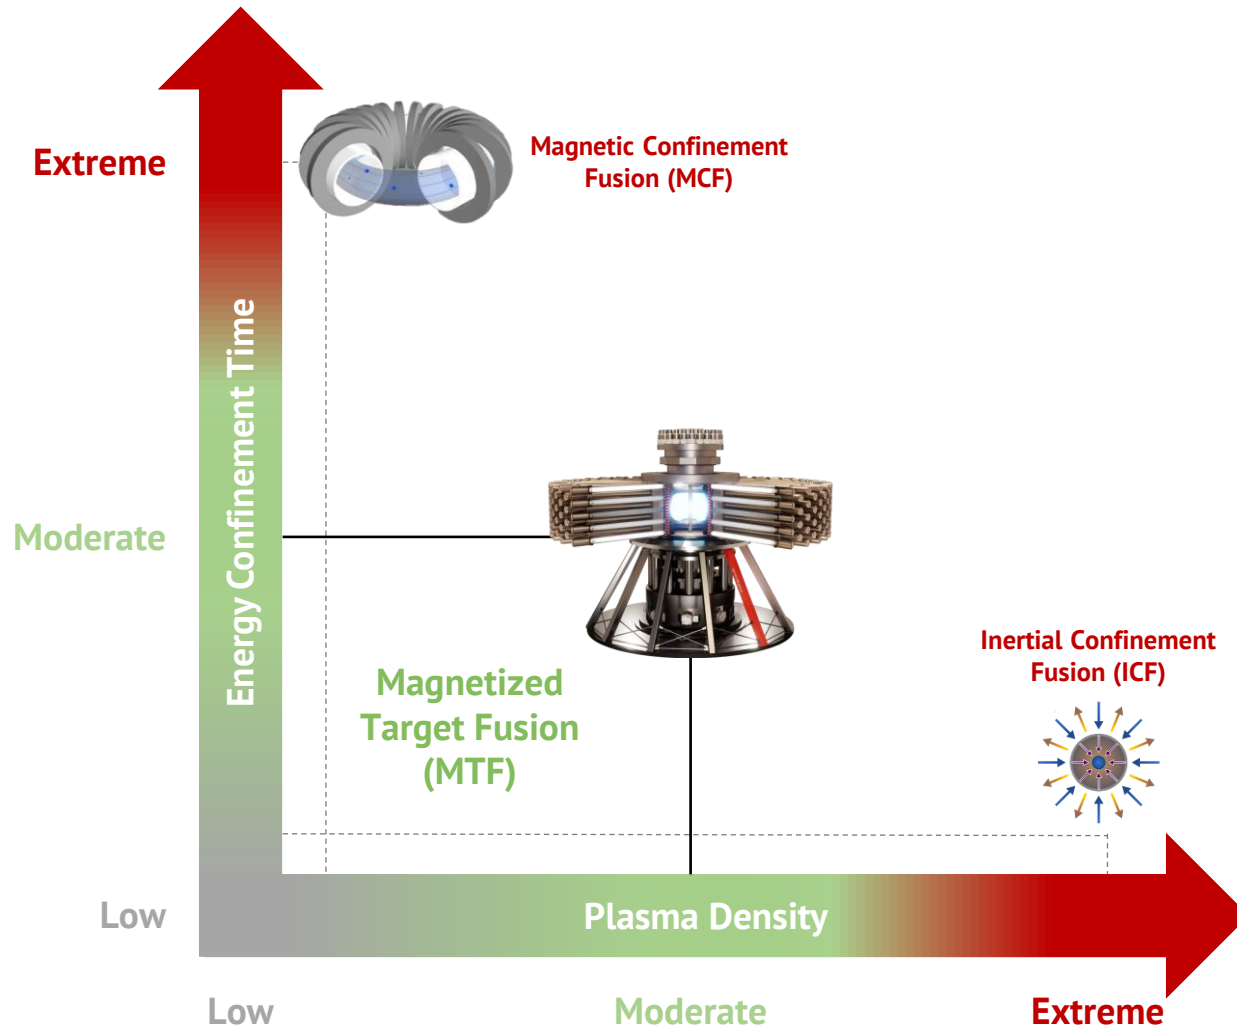 Extreme
Magnetic Confinement
Fusion (MCF)
Energy Confinement Time
Moderate
Inertial Confinement
Fusion (ICF)
Magnetized
Target Fusion
(MTF)
Low
Plasma Density
Low
Moderate
Extreme